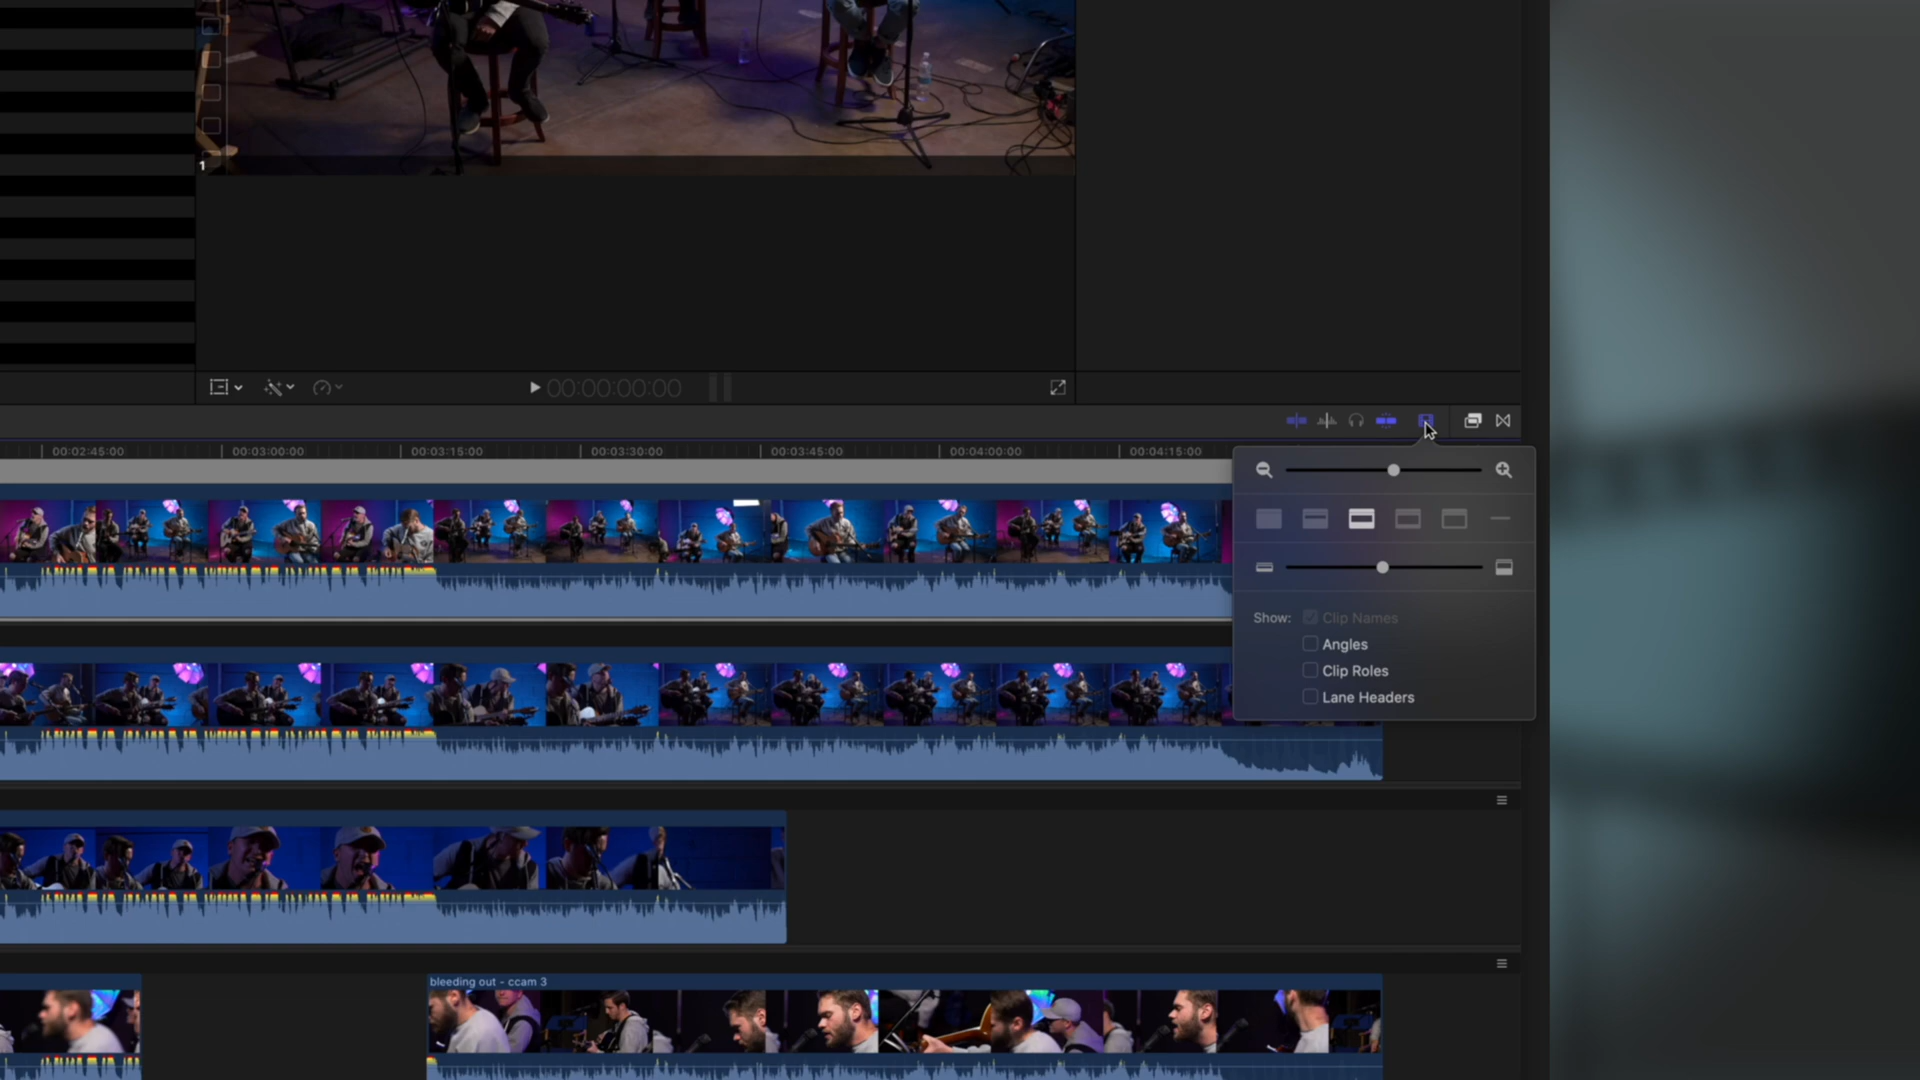 1
00:00:00:00
00:02:45:00 00:03:00:00 00:03:15:00 00:03:30:00 00:03:45:00 00:04:00:00 00:04:15:00
Show: Clip Names
Angles
Clip Roles
Lane Headers
bleeding out - ccam 3